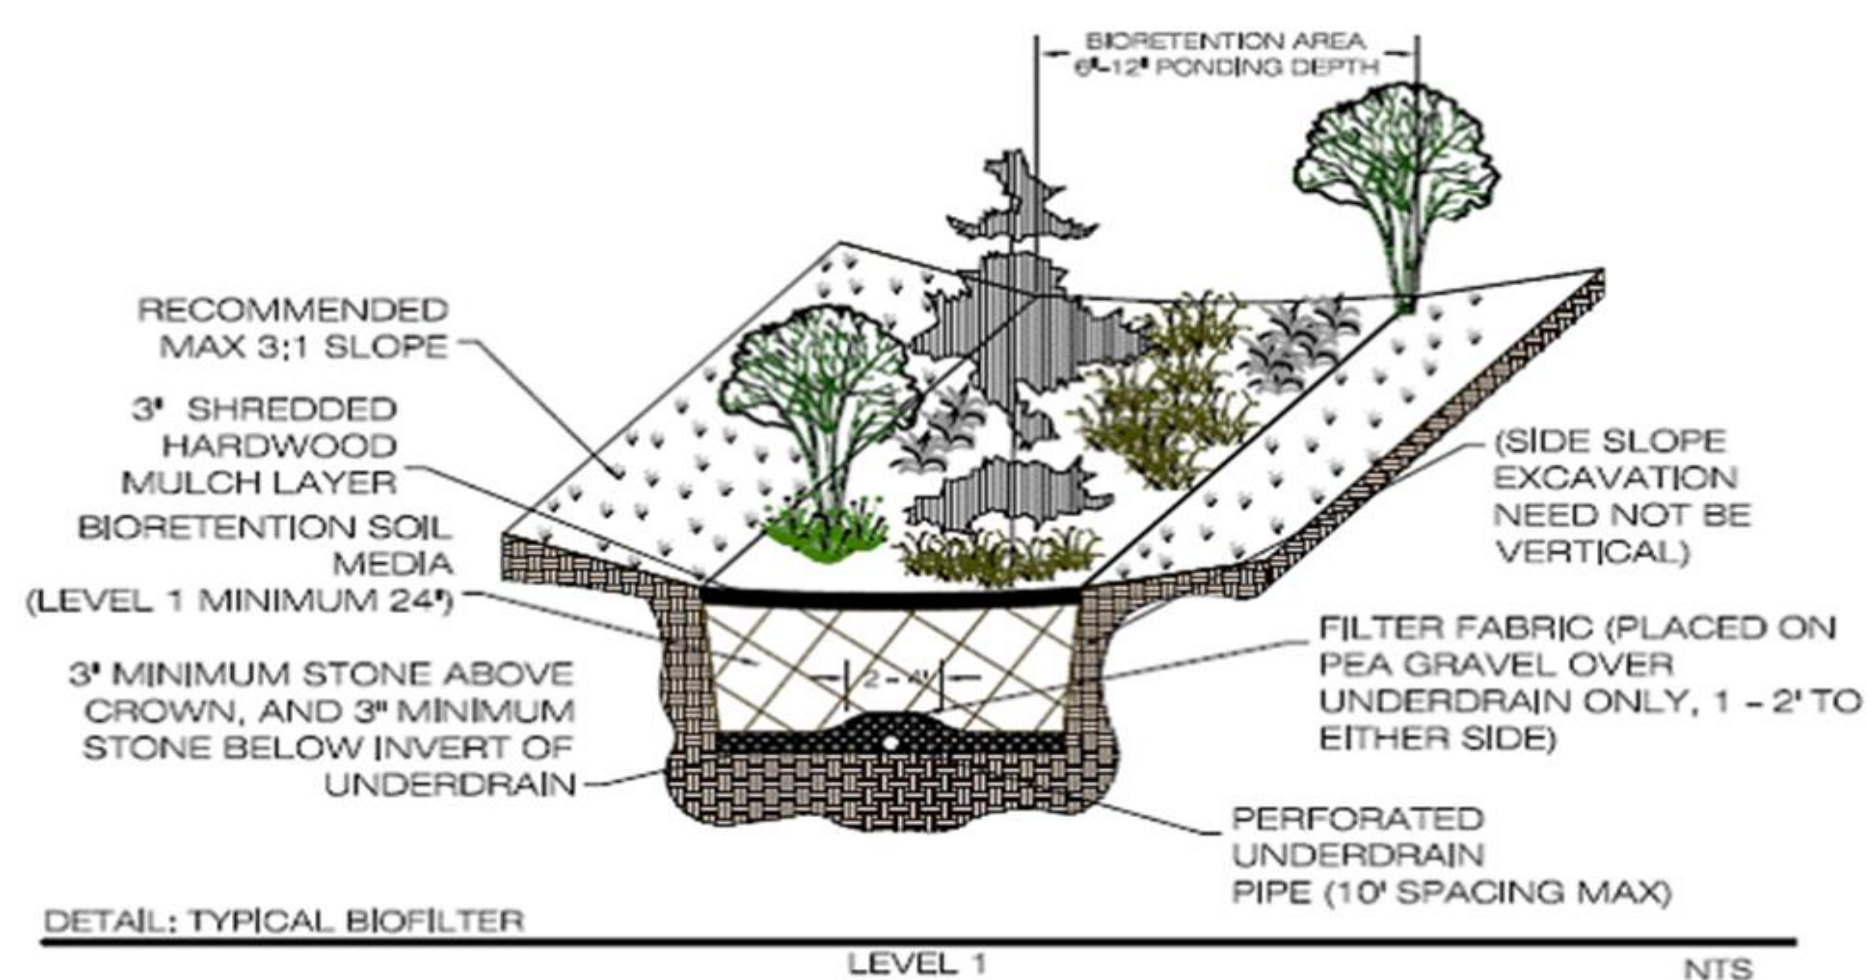 BIORETENTION AREA
6"-12" PONDING DEPTH
RECOMMENDED
MAX 3:1 SLOPE
3" SHREDDED
HARDWOOD
MULCH LAYER
BIORETENTION SOIL
MEDIA
(LEVEL 1 MINIMUM 24")
3" MINIMUM STONE ABOVE
CROWN, AND 3" MINIMUM
STONE BELOW INVERT OF
UNDERDRAIN
2 - 4'
(SIDE SLOPE
EXCAVATION
NEED NOT BE
VERTICAL)
FILTER FABRIC (PLACED ON
PEA GRAVEL OVER
UNDERDRAIN ONLY, 1 - 2' TO
EITHER SIDE)
PERFORATED
UNDERDRAIN
PIPE (10' SPACING MAX)
DETAIL: TYPICAL BIOFILTER
LEVEL 1
NTS